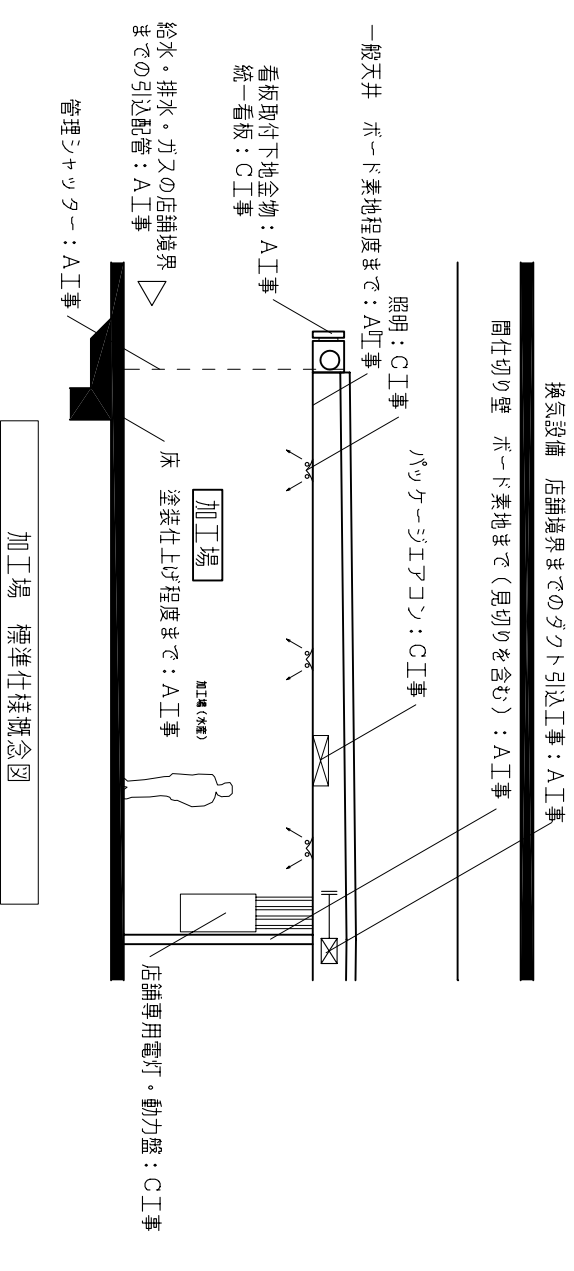 換気設備　店舗境界までのダクト引込工事：A工事
間仕切り壁　ボード素地まで（見切りを含む）：A工事
パッケージエアコン：C工事
照明：C工事
一般天井　ボード素地程度まで：A工事
看板取付下地金物：A工事
統一看板：C工事
給水・排水・ガスの店舗境界
までの引込配管：A工事
管理シャッター：A工事
加工場
加工場（水産）
床　塗装仕上げ程度まで：A工事
店舗専用電灯・動力盤：C工事
加工場　標準仕様概念図